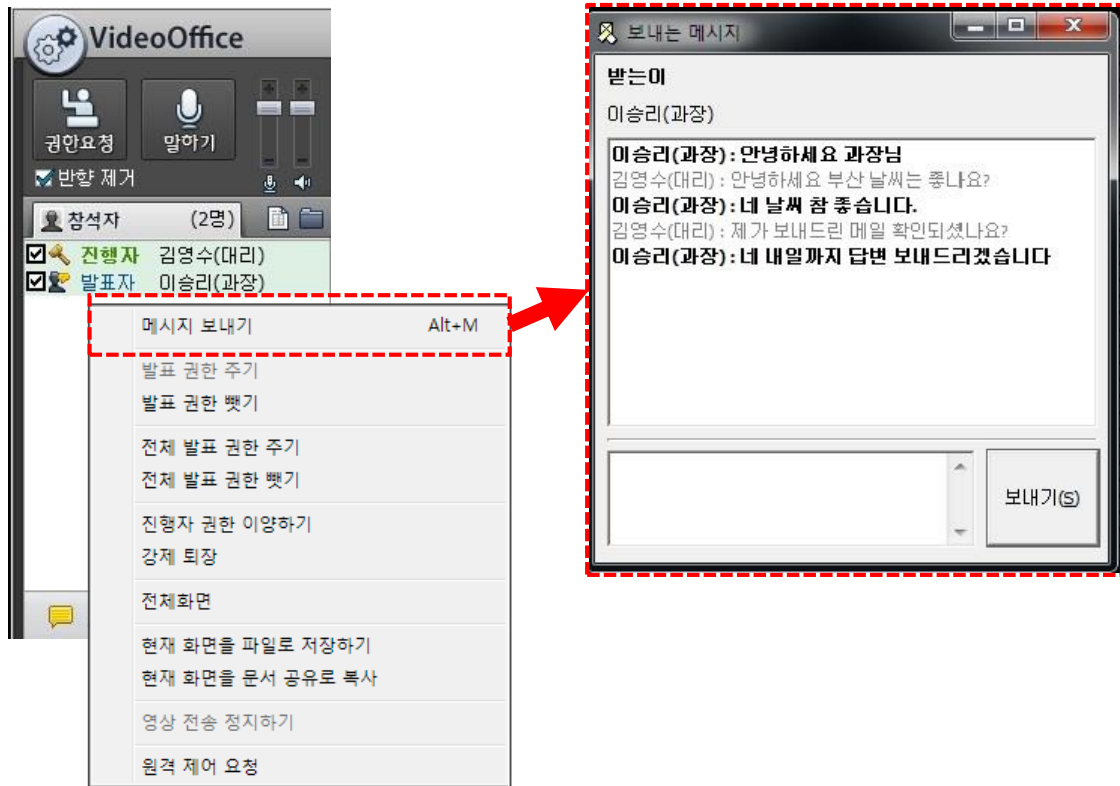 VideoOffice
권한요청
말하기
반향 제거
참석자 (2명)
진행자 김영수(대리)
발표자 이승리(과장)
메시지 보내기 Alt+M
발표 권한 주기
발표 권한 뺏기
전체 발표 권한 주기
전체 발표 권한 뺏기
진행자 권한 이양하기
강제 퇴장
전체화면
현재 화면을 파일로 저장하기
현재 화면을 문서 공유로 복사
영상 전송 정지하기
원격 제어 요청
보내는 메시지
받는이
이승리(과장)
이승리(과장) : 안녕하세요 과장님
김영수(대리) : 안녕하세요 부산 날씨는 좋나요?
이승리(과장) : 네 날씨 참 좋습니다.
김영수(대리) : 제가 보내드린 메일 확인되셨나요?
이승리(과장) : 네 내일까지 답변 보내드리겠습니다
보내기(S)